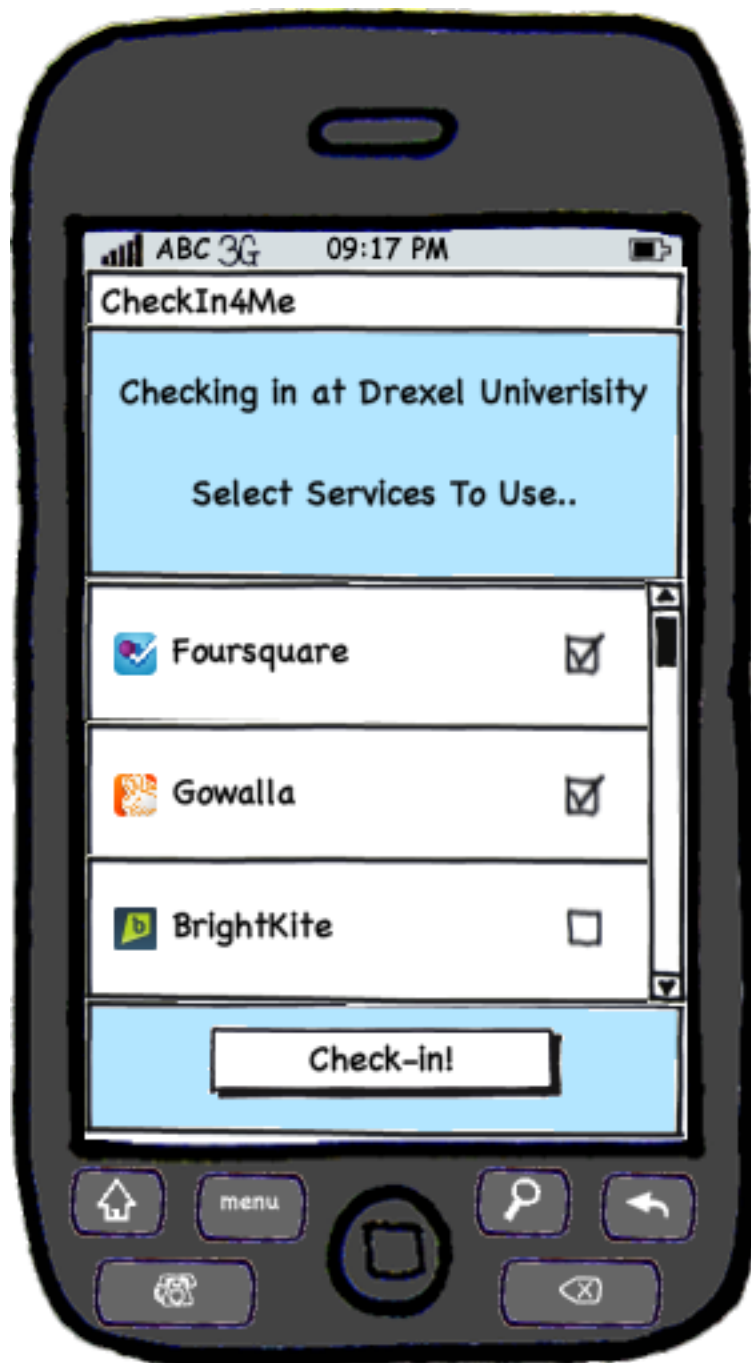 ABC 3G 09:17 PM
CheckIn4Me
Checking in at Drexel Univerisity
Select Services To Use..
Foursquare
Gowalla
b BrightKite
Check-in!
menu